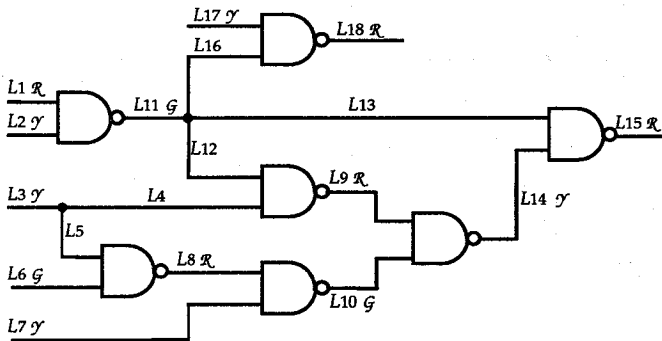 L17 𝒴
L18 ℛ
L16
L1 ℛ
L11 𝒢
L13
L2 𝒴
L15 ℛ
L12
L9 ℛ
L3 𝒴
L4
L14 𝒴
L5
L8 ℛ
L6 𝒢
L10 𝒢
L7 𝒴